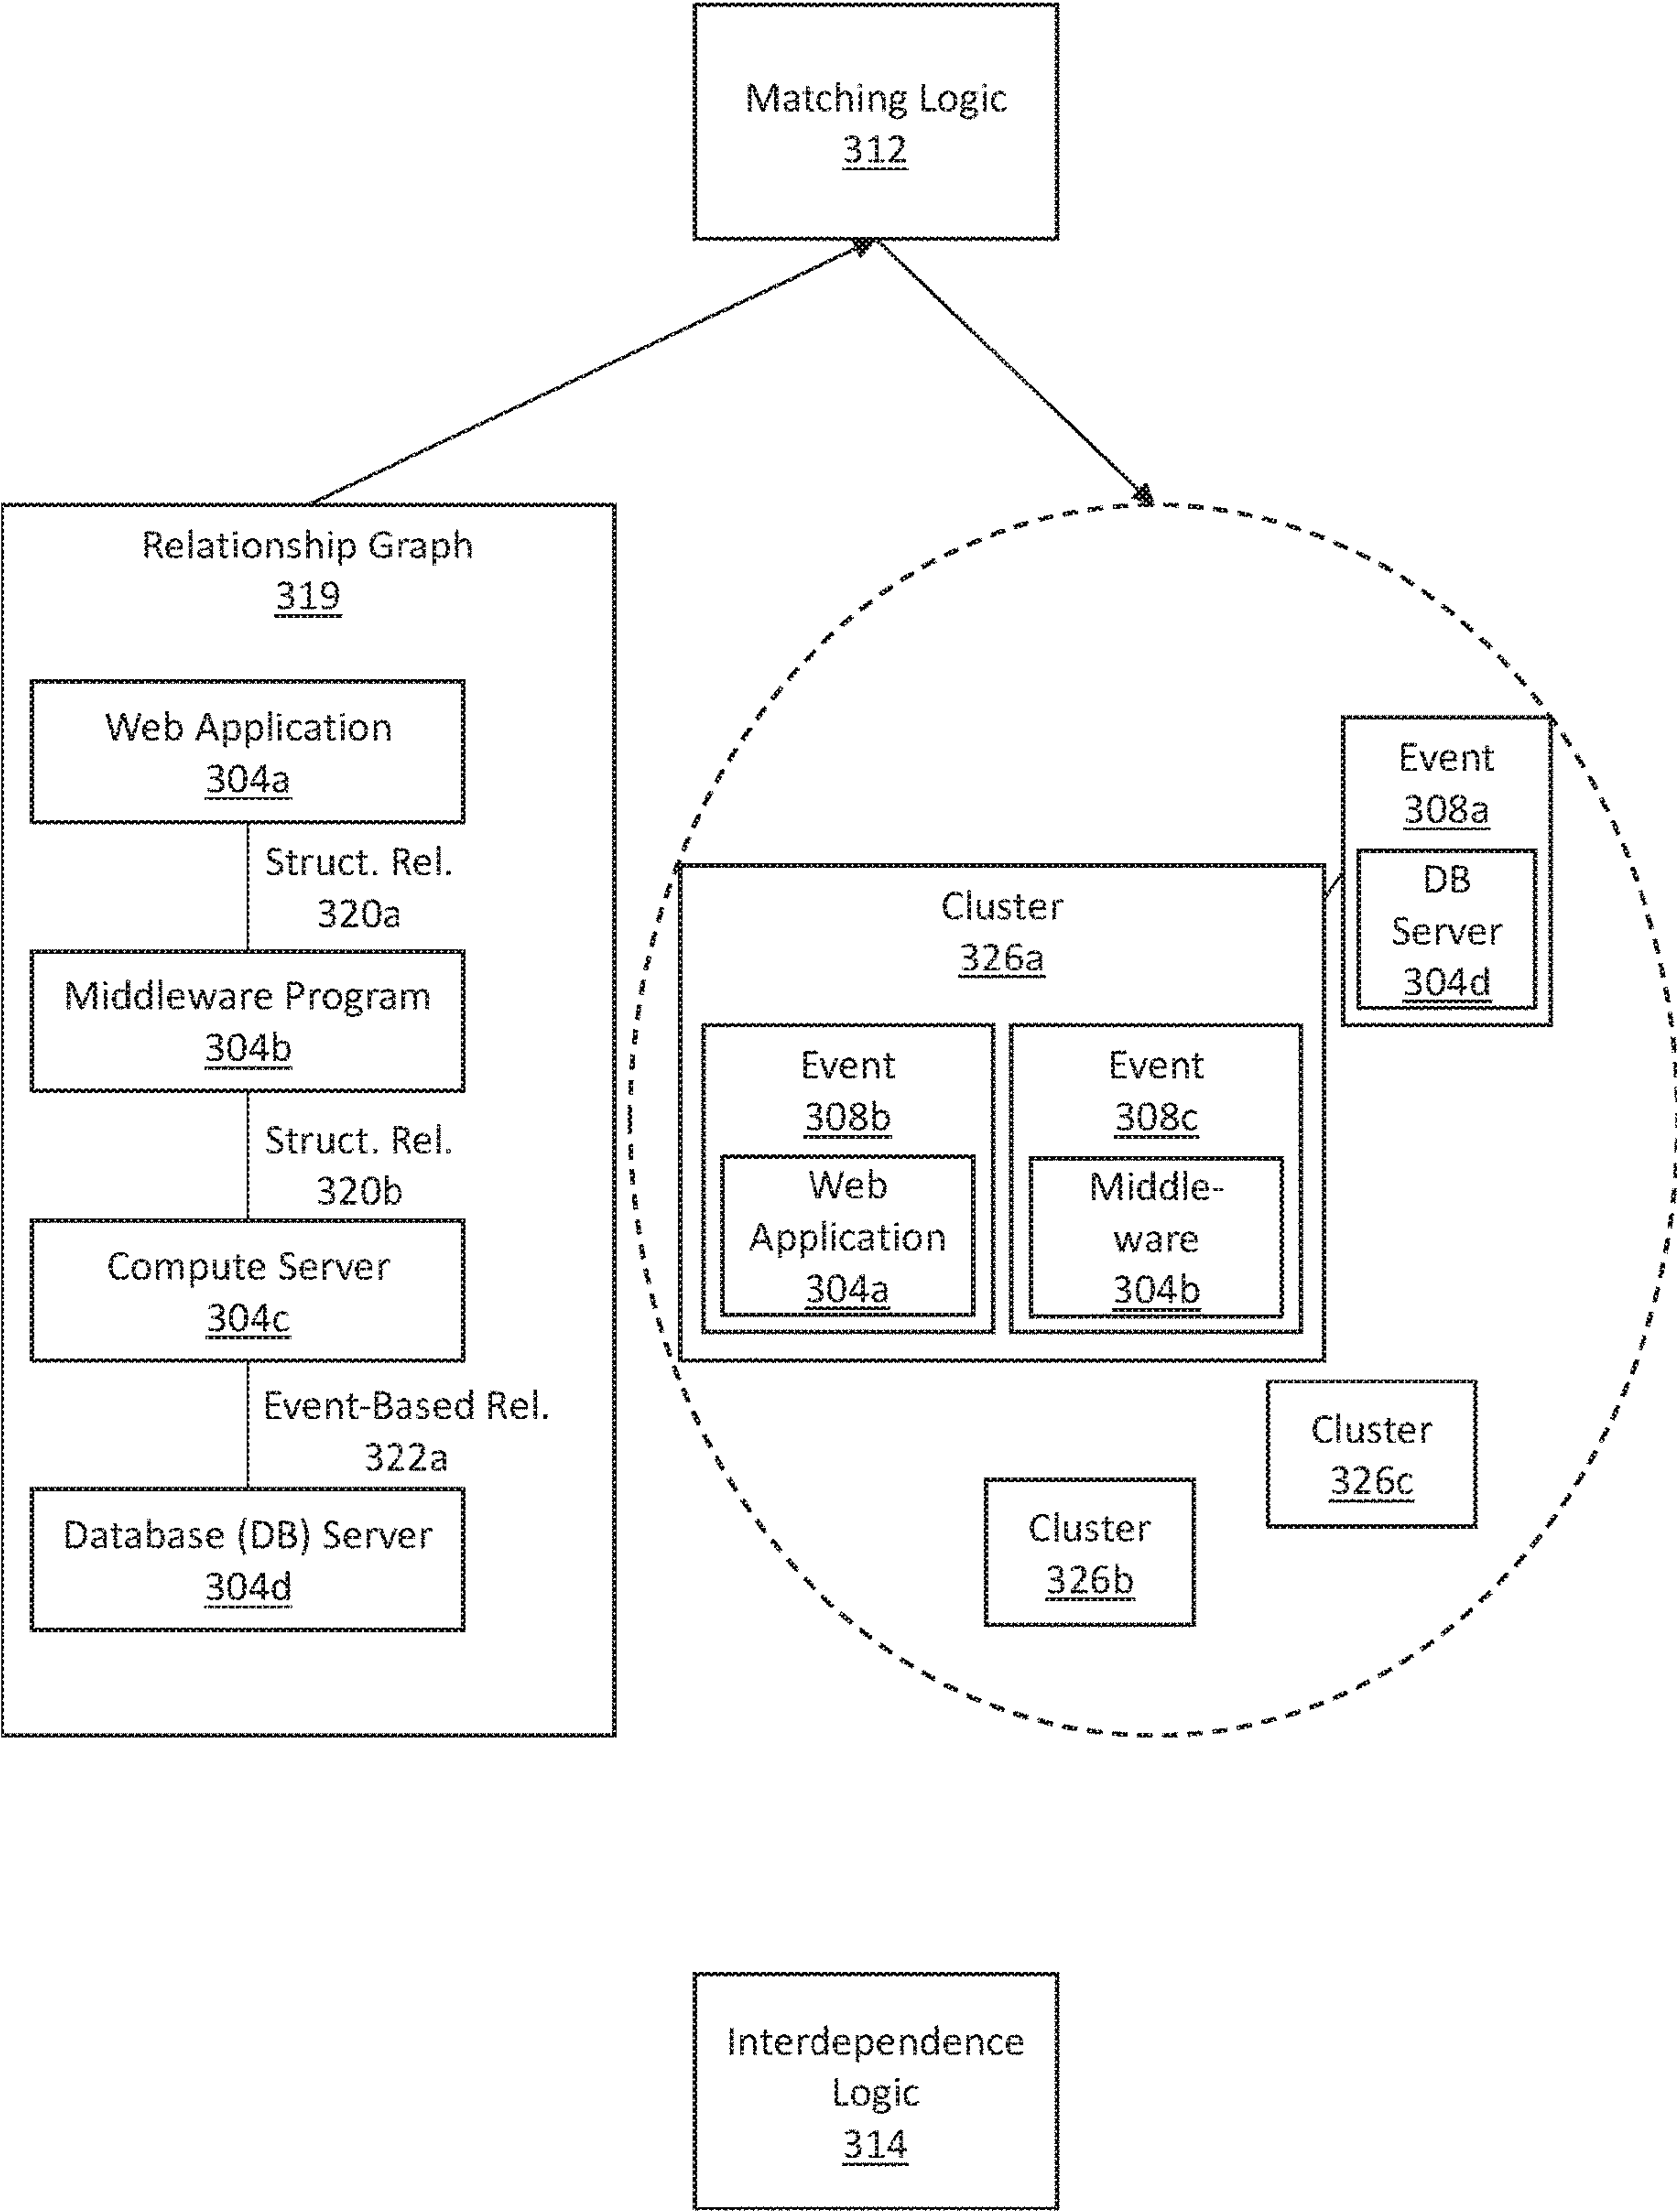 Matching Logic
312
Relationship Graph
319
Web Application
304a
Struct. Rel.
320a
Middleware Program
304b
Struct. Rel.
320b
Compute Server
304c
Event-Based Rel.
322a
Database (DB) Server
304d
Event
308a
DB
Server
304d
Cluster
326a
Event
308b
Web
Application
304a
Event
308c
Middle-
ware
304b
Cluster
326c
Cluster
326b
Interdependence
Logic
314